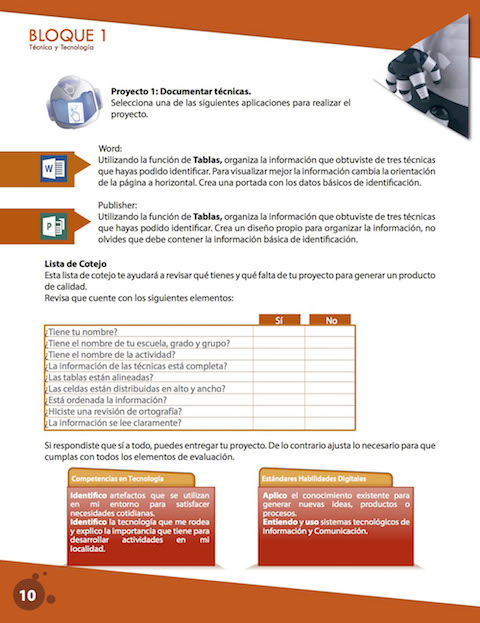 BLOQUE 1
Técnica y Tecnología
Proyecto 1: Documentar técnicas.
Selecciona una de las siguientes aplicaciones para realizar el
proyecto.
Word:
Utilizando la función de Tablas, organiza la información que obtuviste de tres técnicas
que hayas podido identificar. Para visualizar mejor la información cambia la orientación
de la página a horizontal. Crea una portada con los datos básicos de identificación.
Publisher:
Utilizando la función de Tablas, organiza la información que obtuviste de tres técnicas
que hayas podido identificar. Crea un diseño propio para organizar la información, no
olvides que debe contener la información básica de identificación.
Lista de Cotejo
Esta lista de cotejo te ayudará a revisar qué tienes y qué falta de tu proyecto para generar un producto
de calidad.
Revisa que cuente con los siguientes elementos:
Sí No
¿Tiene tu nombre?
¿Tiene el nombre de tu escuela, grado y grupo?
¿Tiene el nombre de la actividad?
¿La información de las técnicas está completa?
¿Las tablas están alineadas?
¿Las celdas están distribuidas en alto y ancho?
¿Está ordenada la información?
¿Hiciste una revisión de ortografía?
¿La información se lee claramente?
Si respondiste que sí a todo, puedes entregar tu proyecto. De lo contrario ajusta lo necesario para que
cumplas con todos los elementos de evaluación.
Competencias en Tecnología
Identifico artefactos que se utilizan
en mi entorno para satisfacer
necesidades cotidianas.
Identifico la tecnología que me rodea
y explico la importancia que tiene para
desarrollar actividades en mi
localidad.
Estándares Habilidades Digitales
Aplico el conocimiento existente para
generar nuevas ideas, productos o
procesos.
Entiendo y uso sistemas tecnológicos de
Información y Comunicación.
10